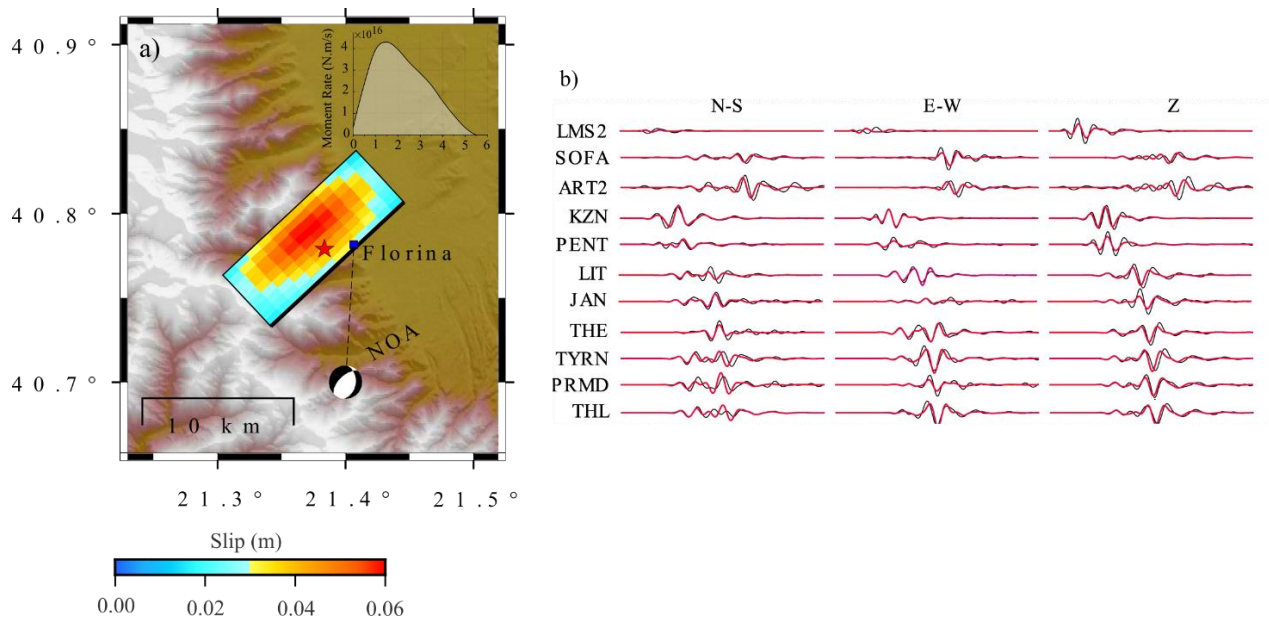 a)
×10¹⁶
Moment Rate (N.m/s)
4
3
2
1
0
0 1 2 3 4 5 6
40.9°
40.8°
40.7°
Florina
NOA
10 km
21.3° 21.4° 21.5°
Slip (m)
0.00 0.02 0.04 0.06
b)
N-S E-W Z
LMS2
SOFA
ART2
KZN
PENT
LIT
JAN
THE
TYRN
PRMD
THL